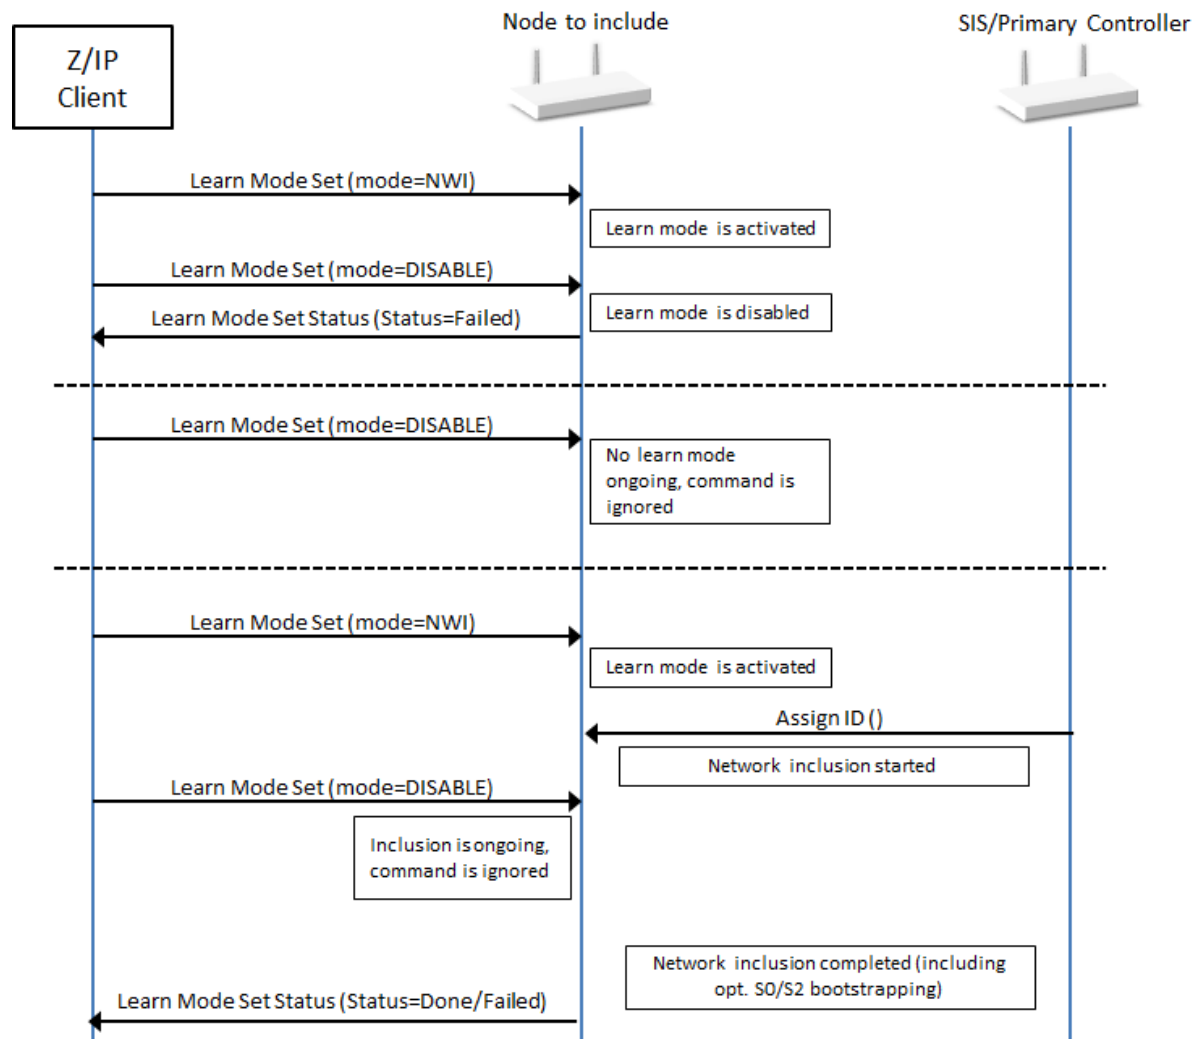 Node to include
SIS/Primary Controller
Z/IP
Client
Learn Mode Set (mode=NWI)
Learn mode is activated
Learn Mode Set (mode=DISABLE)
Learn mode is disabled
Learn Mode Set Status (Status=Failed)
Learn Mode Set (mode=DISABLE)
No learn mode
ongoing, command is
ignored
Learn Mode Set (mode=NWI)
Learn mode is activated
Assign ID ()
Network inclusion started
Learn Mode Set (mode=DISABLE)
Inclusion is ongoing,
command is ignored
Network inclusion completed (including
opt. S0/S2 bootstrapping)
Learn Mode Set Status (Status=Done/Failed)